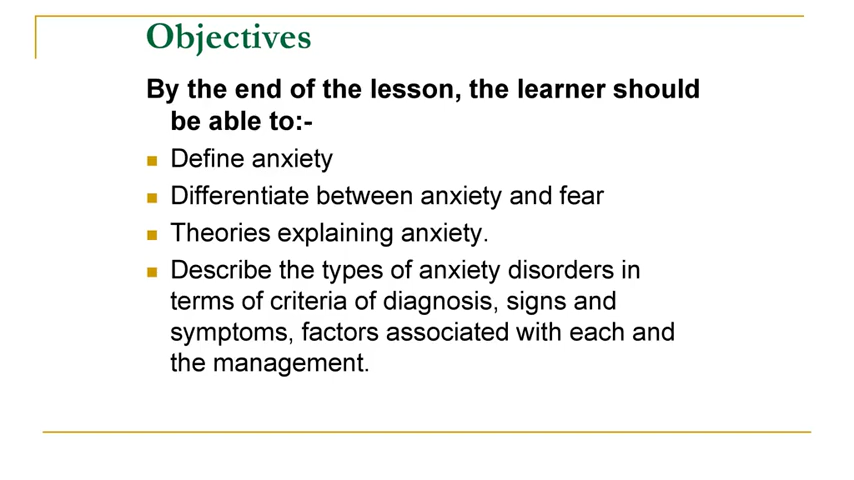 Objectives
By the end of the lesson, the learner should
be able to:-
Define anxiety
Differentiate between anxiety and fear
Theories explaining anxiety.
Describe the types of anxiety disorders in
terms of criteria of diagnosis, signs and
symptoms, factors associated with each and
the management.